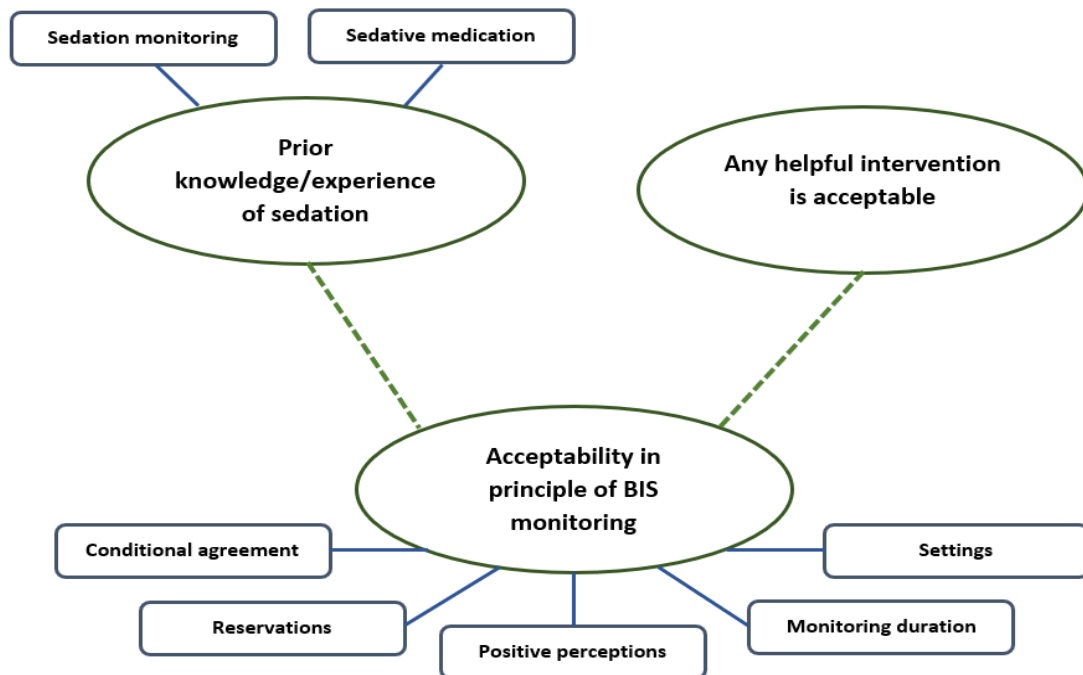 Sedation monitoring
Sedative medication
Prior
knowledge/experience
of sedation
Any helpful intervention
is acceptable
Acceptability in
principle of BIS
monitoring
Conditional agreement
Settings
Reservations
Monitoring duration
Positive perceptions